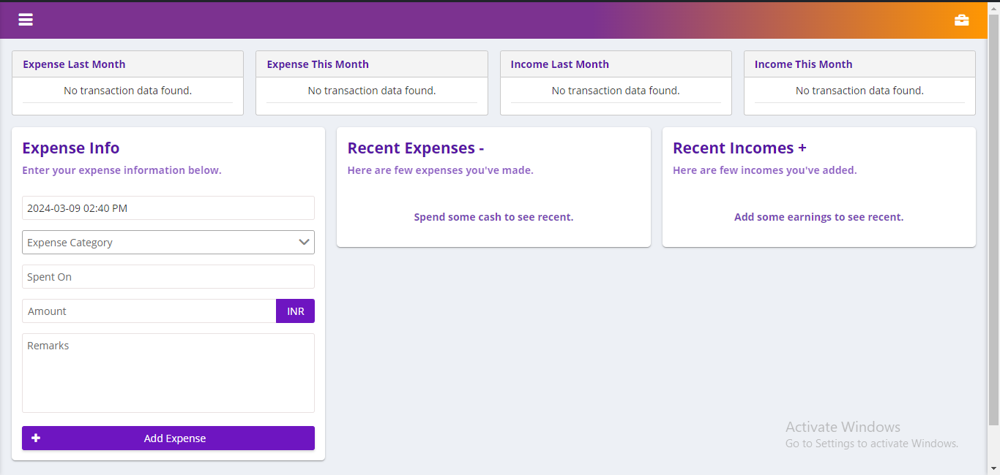 Expense Last Month
No transaction data found.
Expense This Month
No transaction data found.
Income Last Month
No transaction data found.
Income This Month
No transaction data found.
Expense Info
Enter your expense information below.
2024-03-09 02:40 PM
Expense Category
Spent On
Amount
INR
Remarks
Add Expense
Recent Expenses -
Here are few expenses you've made.
Spend some cash to see recent.
Recent Incomes +
Here are few incomes you've added.
Add some earnings to see recent.
Activate Windows
Go to Settings to activate Windows.